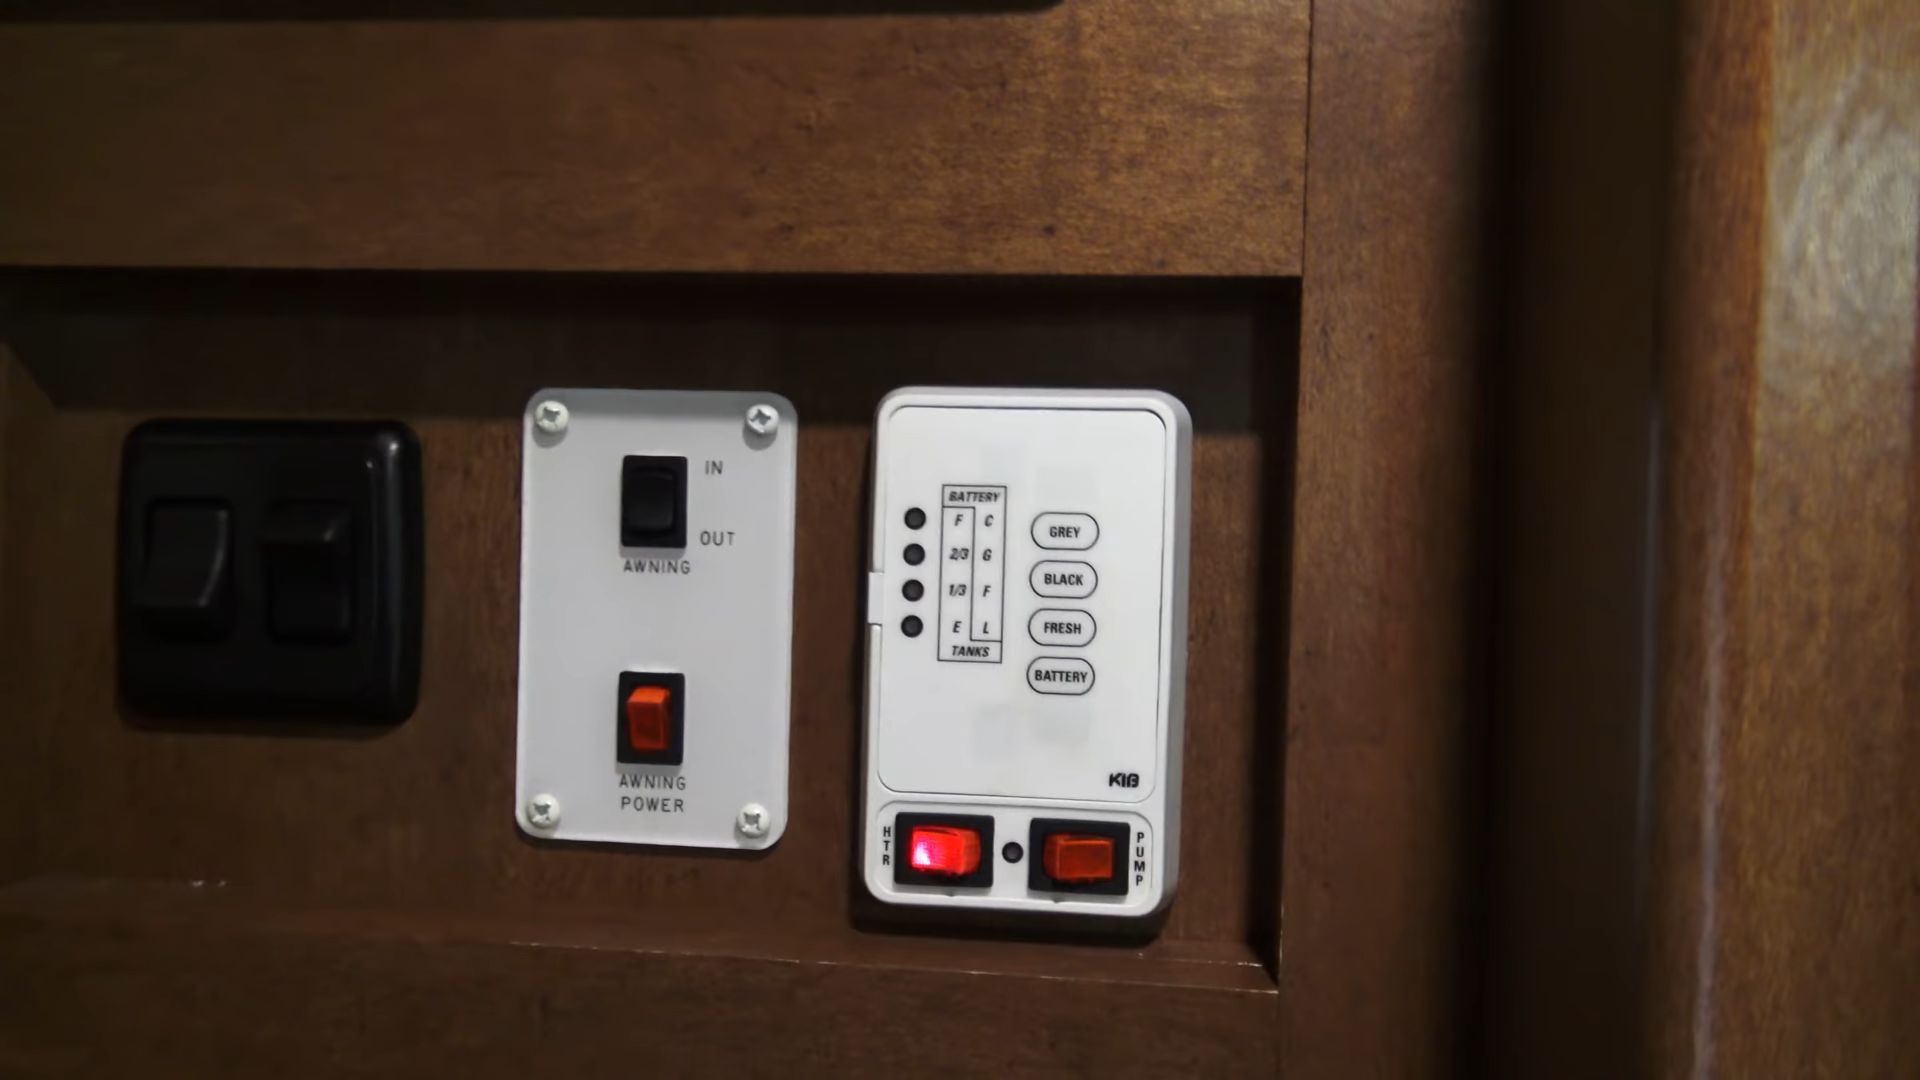 IN
OUT
AWNING
AWNING
POWER
BATTERY
F C
2/3 G
1/3 F
E L
TANKS
GREY
BLACK
FRESH
BATTERY
KIB
HTR
PUMP